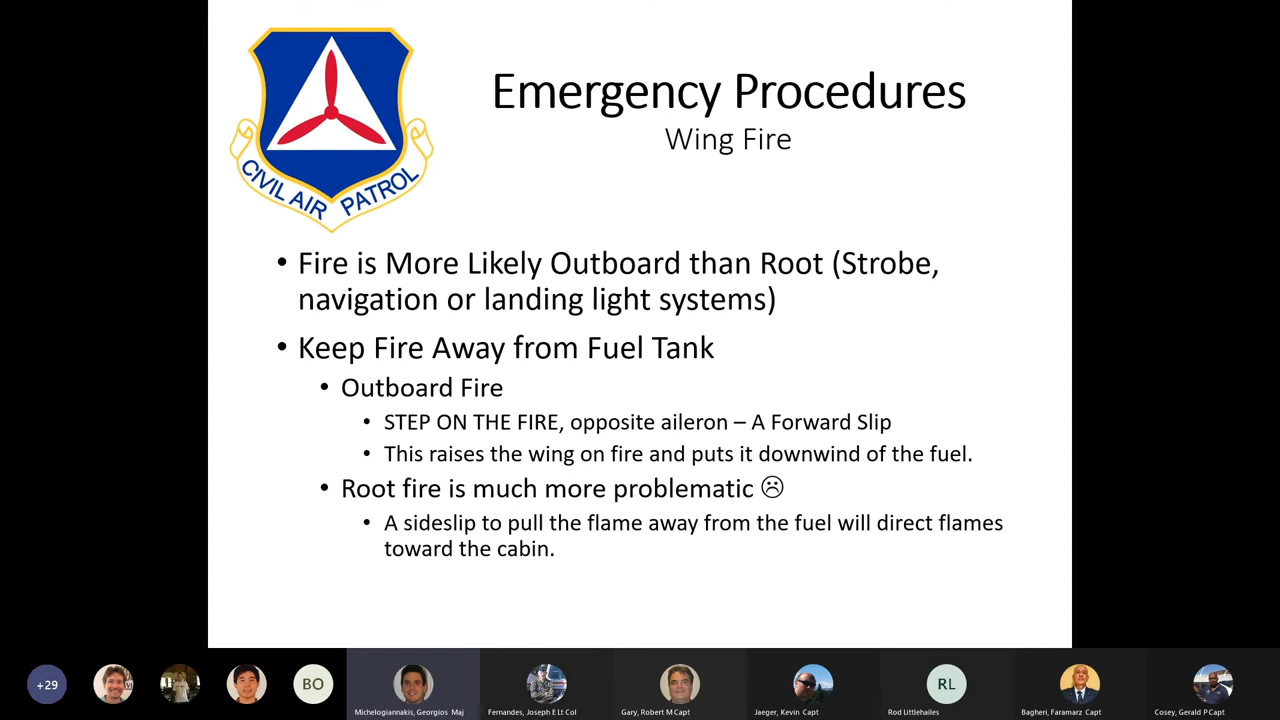 CIVIL AIR PATROL
Emergency Procedures
Wing Fire
• Fire is More Likely Outboard than Root (Strobe,
navigation or landing light systems)
• Keep Fire Away from Fuel Tank
• Outboard Fire
• STEP ON THE FIRE, opposite aileron – A Forward Slip
• This raises the wing on fire and puts it downwind of the fuel.
• Root fire is much more problematic ☹
• A sideslip to pull the flame away from the fuel will direct flames
toward the cabin.
+29
BO
RL
Michelogiannakis, Georgios Maj
Fernandes, Joseph E Lt Col
Gary, Robert M Capt
Jaeger, Kevin Capt
Rod Littlehailes
Bagheri, Faramarz Capt
Cosey, Gerald P Capt